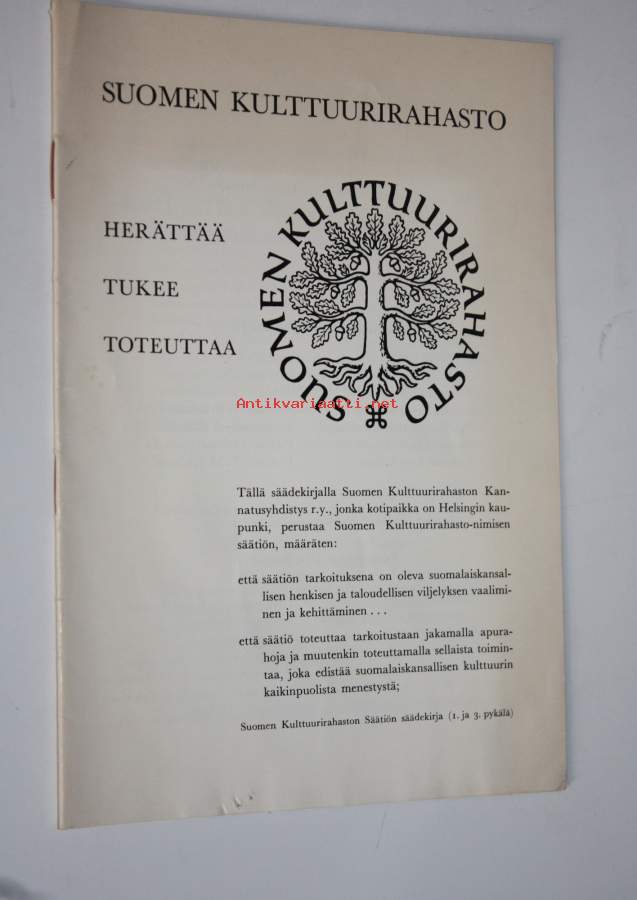 SUOMEN KULTTUURIRAHASTO
HERÄTTÄÄ
TUKEE
TOTEUTTAA
SUOMEN KULTTUURIRAHASTO
Antikvariaatti.net
Tällä säädekirjalla Suomen Kulttuurirahaston Kan-
natusyhdistys r.y., jonka kotipaikka on Helsingin kau-
punki, perustaa Suomen Kulttuurirahasto-nimisen
säätiön, määräten:
että säätiön tarkoituksena on oleva suomalaiskansal-
lisen henkisen ja taloudellisen viljelyksen vaalimi-
nen ja kehittäminen . . .
että säätiö toteuttaa tarkoitustaan jakamalla apura-
hoja ja muutenkin toteuttamalla sellaista toimin-
taa, joka edistää suomalaiskansallisen kulttuurin
kaikinpuolista menestystä;
Suomen Kulttuurirahaston Säätiön säädekirja (1. ja 3. pykälä)